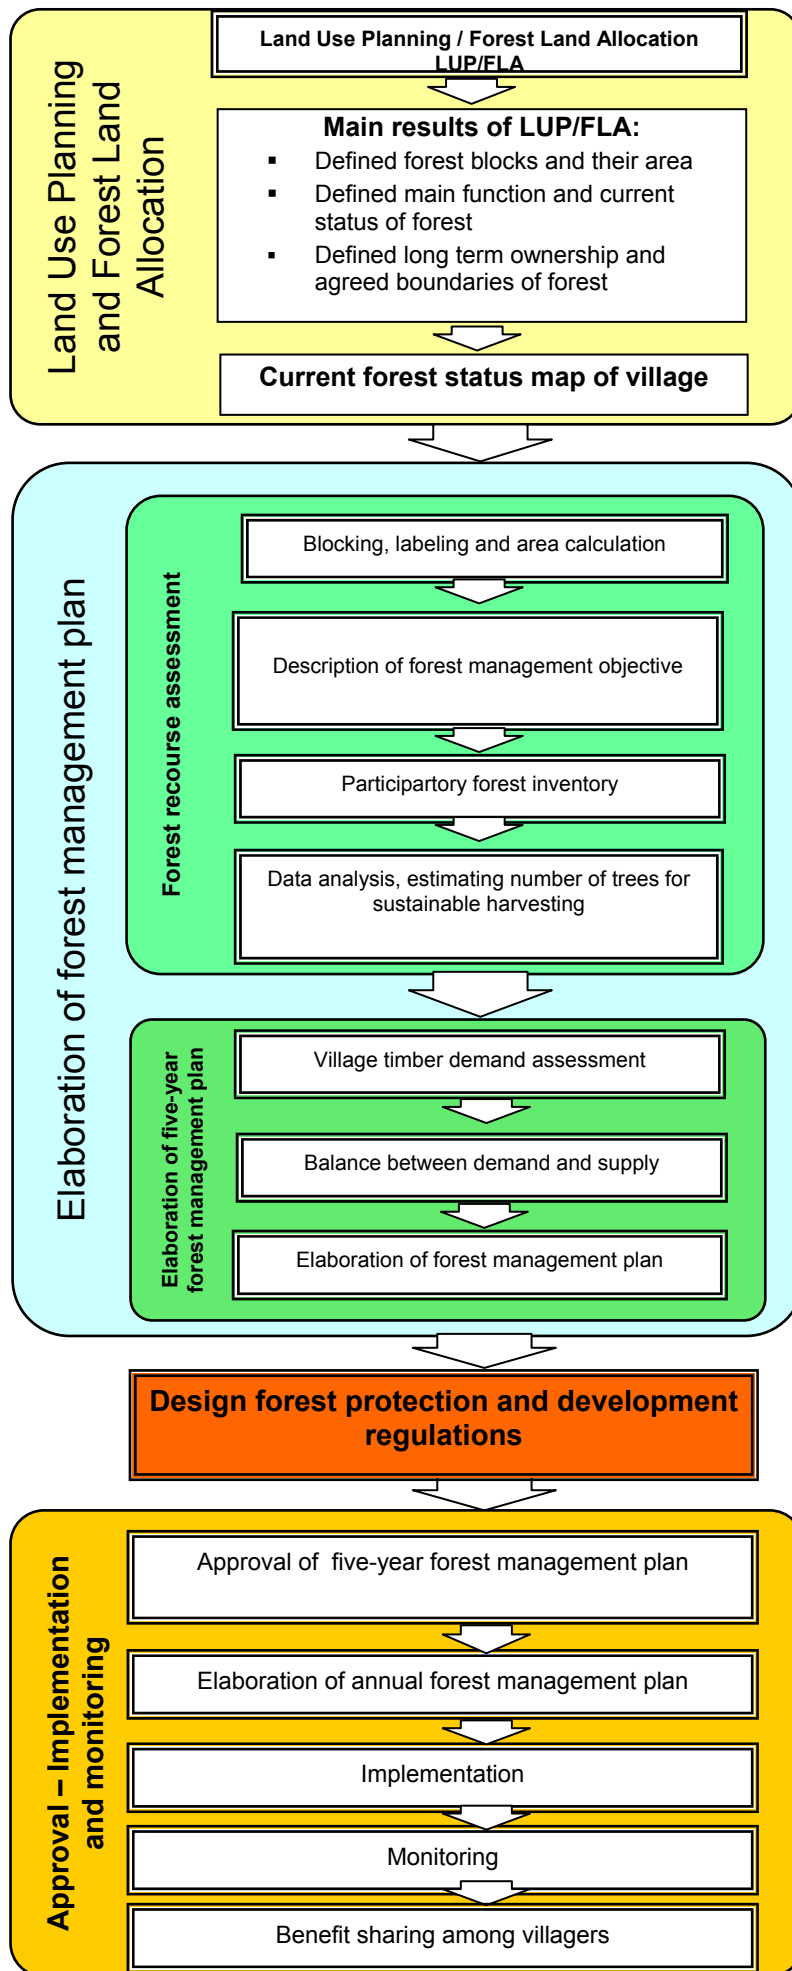 Land Use Planning
and Forest Land
Allocation
Land Use Planning / Forest Land Allocation
LUP/FLA
Main results of LUP/FLA:
▪ Defined forest blocks and their area
▪ Defined main function and current
status of forest
▪ Defined long term ownership and
agreed boundaries of forest
Current forest status map of village
Elaboration of forest management plan
Forest recourse assessment
Blocking, labeling and area calculation
Description of forest management objective
Participartory forest inventory
Data analysis, estimating number of trees for
sustainable harvesting
Elaboration of five-year
forest management plan
Village timber demand assessment
Balance between demand and supply
Elaboration of forest management plan
Design forest protection and development
regulations
Approval – Implementation
and monitoring
Approval of five-year forest management plan
Elaboration of annual forest management plan
Implementation
Monitoring
Benefit sharing among villagers